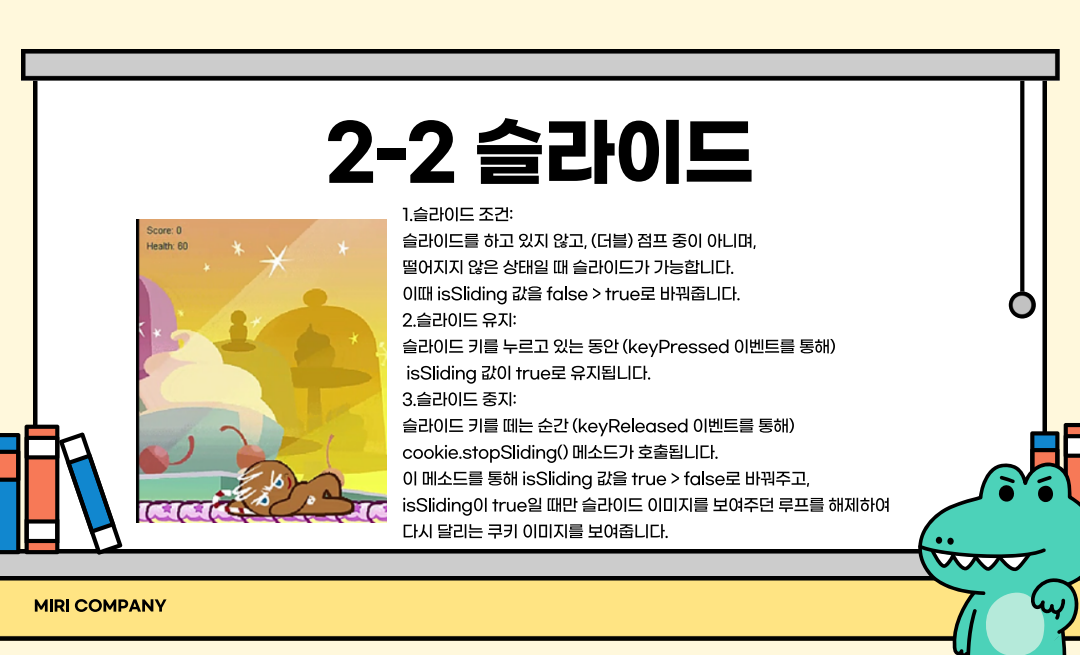 2-2 슬라이드
Score: 0
Health: 60
1.슬라이드 조건:
슬라이드를 하고 있지 않고, (더블) 점프 중이 아니며,
떨어지지 않은 상태일 때 슬라이드가 가능합니다.
이때 isSliding 값을 false > true로 바꿔줍니다.
2.슬라이드 유지:
슬라이드 키를 누르고 있는 동안 (keyPressed 이벤트를 통해)
isSliding 값이 true로 유지됩니다.
3.슬라이드 중지:
슬라이드 키를 떼는 순간 (keyReleased 이벤트를 통해)
cookie.stopSliding() 메소드가 호출됩니다.
이 메소드를 통해 isSliding 값을 true > false로 바꿔주고,
isSliding이 true일 때만 슬라이드 이미지를 보여주던 루프를 해제하여
다시 달리는 쿠키 이미지를 보여줍니다.
MIRI COMPANY